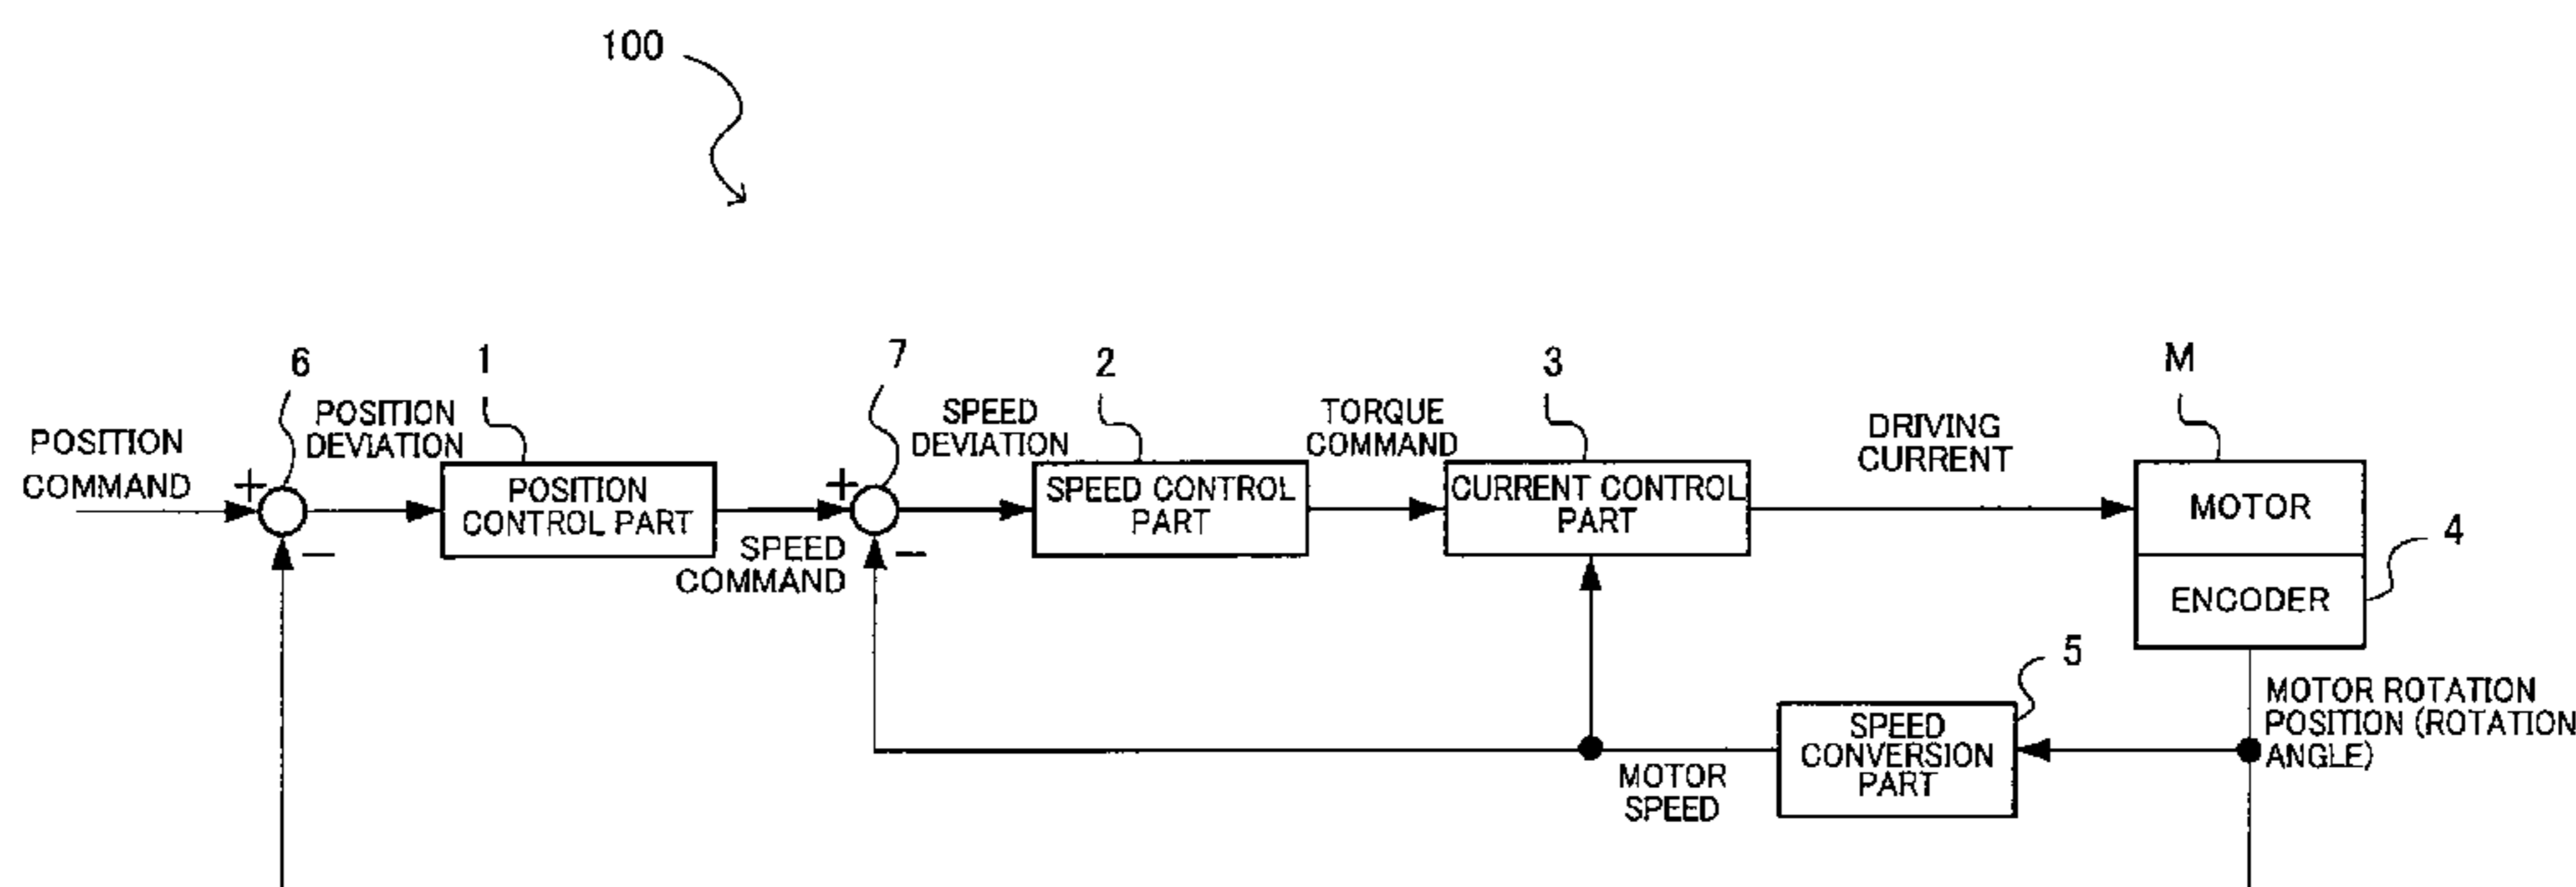 100
6
1
7
2
3
M
POSITION
COMMAND
+
−
POSITION
DEVIATION
POSITION
CONTROL PART
SPEED
COMMAND
+
−
SPEED
DEVIATION
SPEED CONTROL
PART
TORQUE
COMMAND
CURRENT CONTROL
PART
DRIVING
CURRENT
MOTOR
ENCODER
4
5
SPEED
CONVERSION
PART
MOTOR
SPEED
MOTOR ROTATION
POSITION (ROTATION
ANGLE)